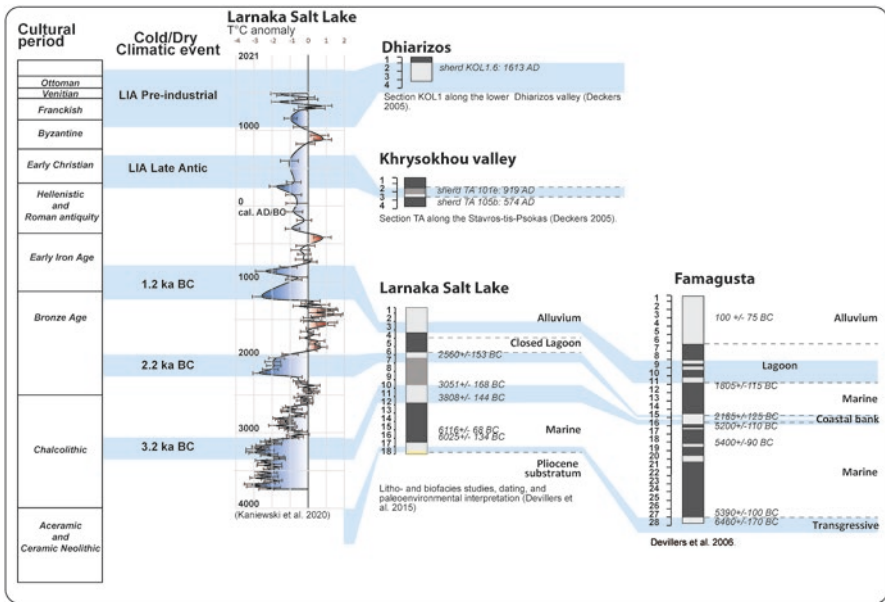 Cultural
period
Cold/Dry
Climatic event
Larnaka Salt Lake
T°C anomaly
-4 -3 -2 -1 0 1 2
2021
1000
0
cal. AD/BC
1000
2000
3000
4000
(Kaniewski et al. 2020)
Ottoman
Venitian
Franckish
Byzantine
Early Christian
Hellenistic
and
Roman antiquity
Early Iron Age
Bronze Age
Chalcolithic
Aceramic
and
Ceramic Neolithic
LIA Pre-industrial
LIA Late Antic
1.2 ka BC
2.2 ka BC
3.2 ka BC
Dhiarizos
1
2
3
4
sherd KOL1.6: 1613 AD
Section KOL1 along the lower Dhiarizos valley (Deckers
2005).
Khrysokhou valley
1
2
3
4
sherd TA 101e: 919 AD
sherd TA 105b: 574 AD
Section TA along the Stavros-tis-Psokas (Deckers 2005).
Larnaka Salt Lake
1
2
3
4
5
6
7
8
9
10
11
12
13
14
15
16
17
18
Alluvium
Closed Lagoon
2560+/-153 BC
3051+/- 168 BC
3808+/- 144 BC
6116+/- 68 BC
Marine
6025+/- 134 BC
Pliocene
substratum
Litho- and biofacies studies, dating, and
paleoenvironmental interpretation (Devillers
et al. 2015)
Famagusta
1
2
3
4
5
6
7
8
9
10
11
12
13
14
15
16
17
18
19
20
21
22
23
24
25
26
27
28
100 +/- 75 BC
Alluvium
Lagoon
1605+/-115 BC
Marine
2165+/-125 BC
Coastal bank
5200+/-110 BC
5400+/-90 BC
Marine
5390+/-100 BC
6460+/-170 BC
Transgressive
Devillers et al. 2006.